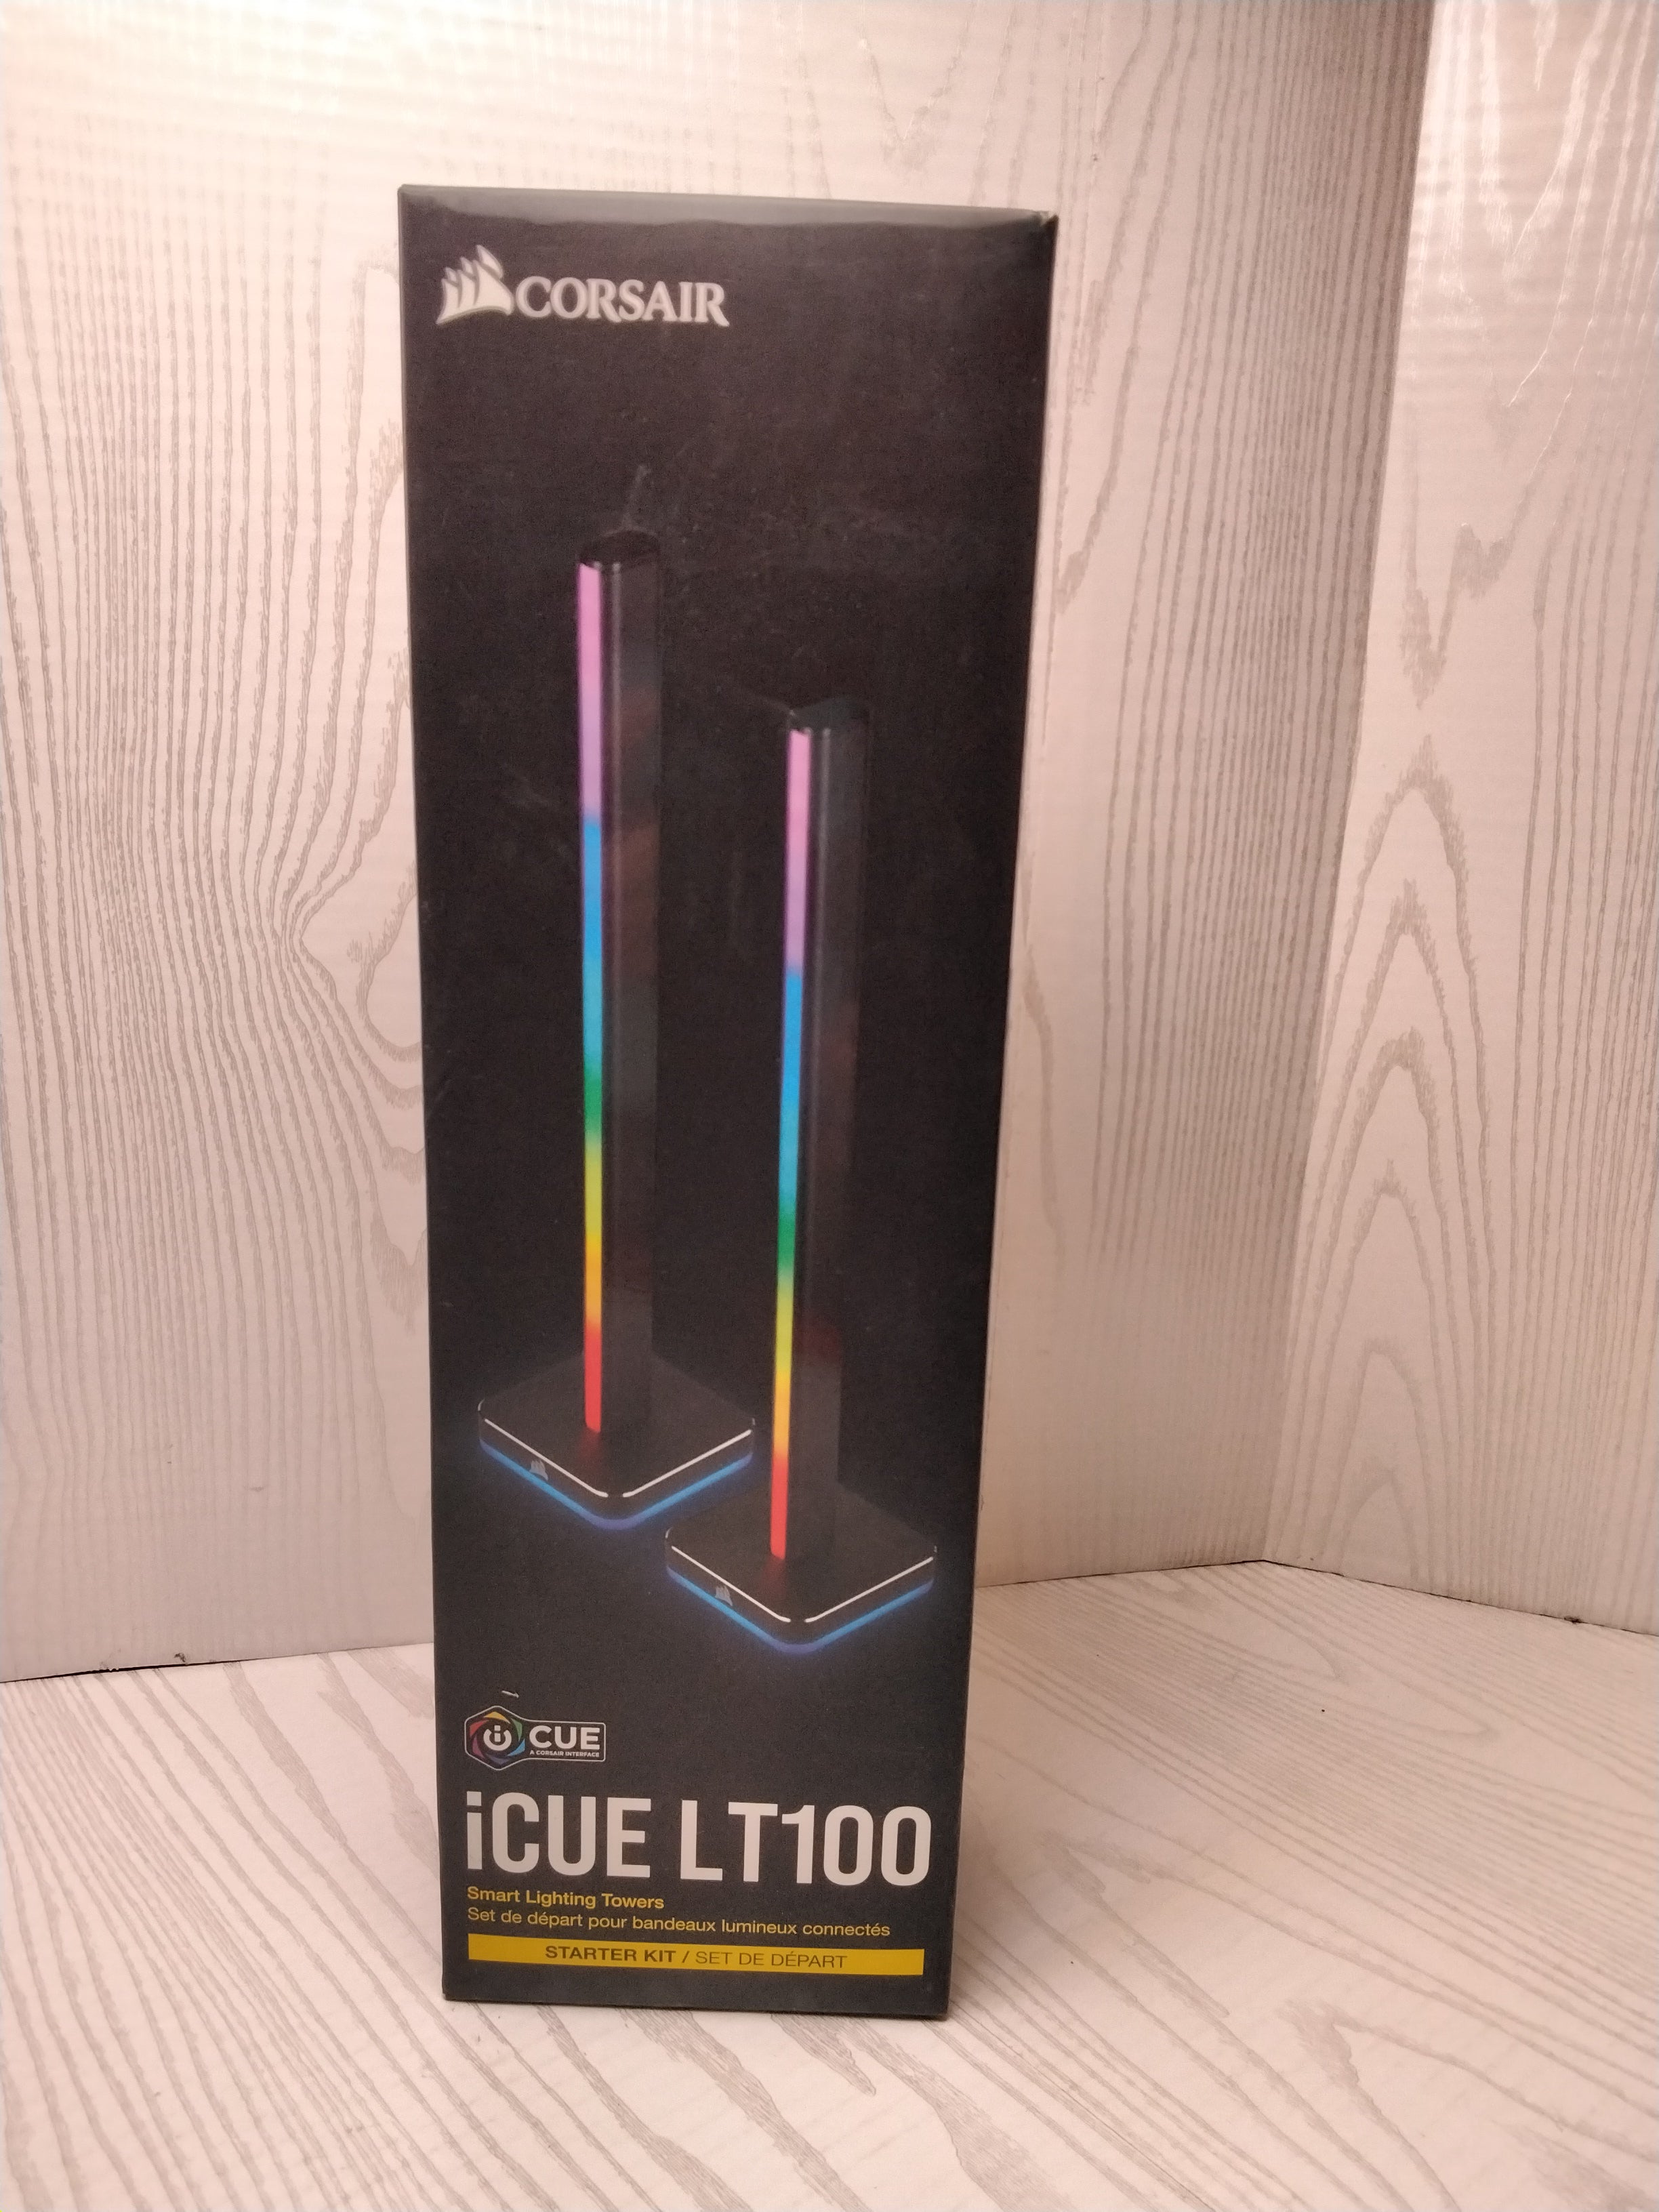 CORSAIR
iCUE
A CORSAIR INTERFACE
iCUE LT100
Smart Lighting Towers
Set de départ pour bandeaux lumineux connectés
STARTER KIT / SET DE DÉPART